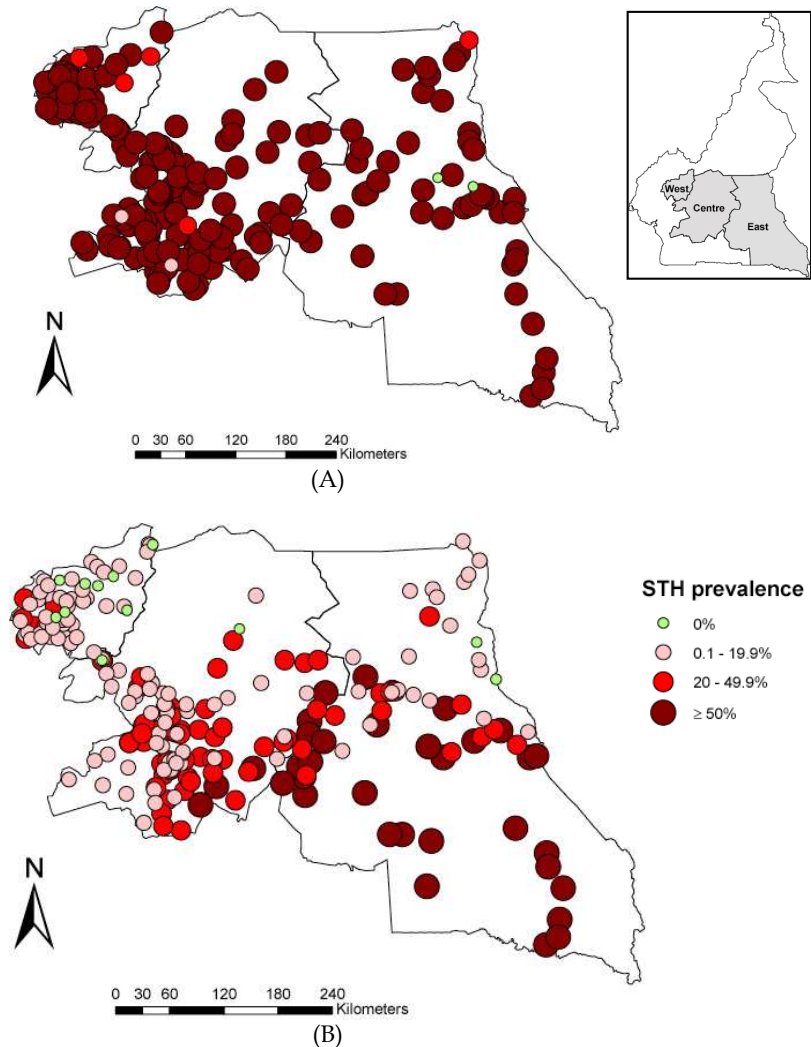 West
Centre
East
N
0 30 60 120 180 240
Kilometers
(A)
STH prevalence
0%
0.1 - 19.9%
20 - 49.9%
≥ 50%
N
0 30 60 120 180 240
Kilometers
(B)